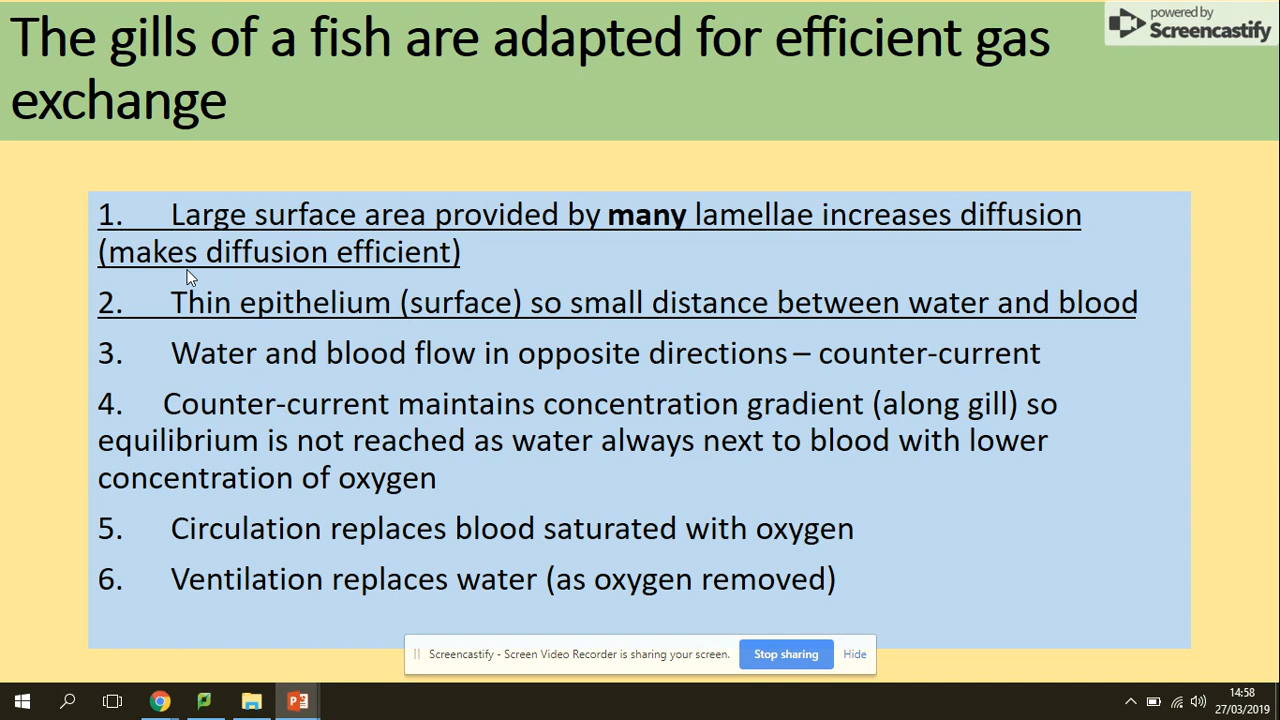 The gills of a fish are adapted for efficient gas
exchange
powered by
Screencastify
1. Large surface area provided by many lamellae increases diffusion
(makes diffusion efficient)
2. Thin epithelium (surface) so small distance between water and blood
3. Water and blood flow in opposite directions – counter-current
4. Counter-current maintains concentration gradient (along gill) so
equilibrium is not reached as water always next to blood with lower
concentration of oxygen
5. Circulation replaces blood saturated with oxygen
6. Ventilation replaces water (as oxygen removed)
Screencastify - Screen Video Recorder is sharing your screen. Stop sharing Hide
14:58
27/03/2019